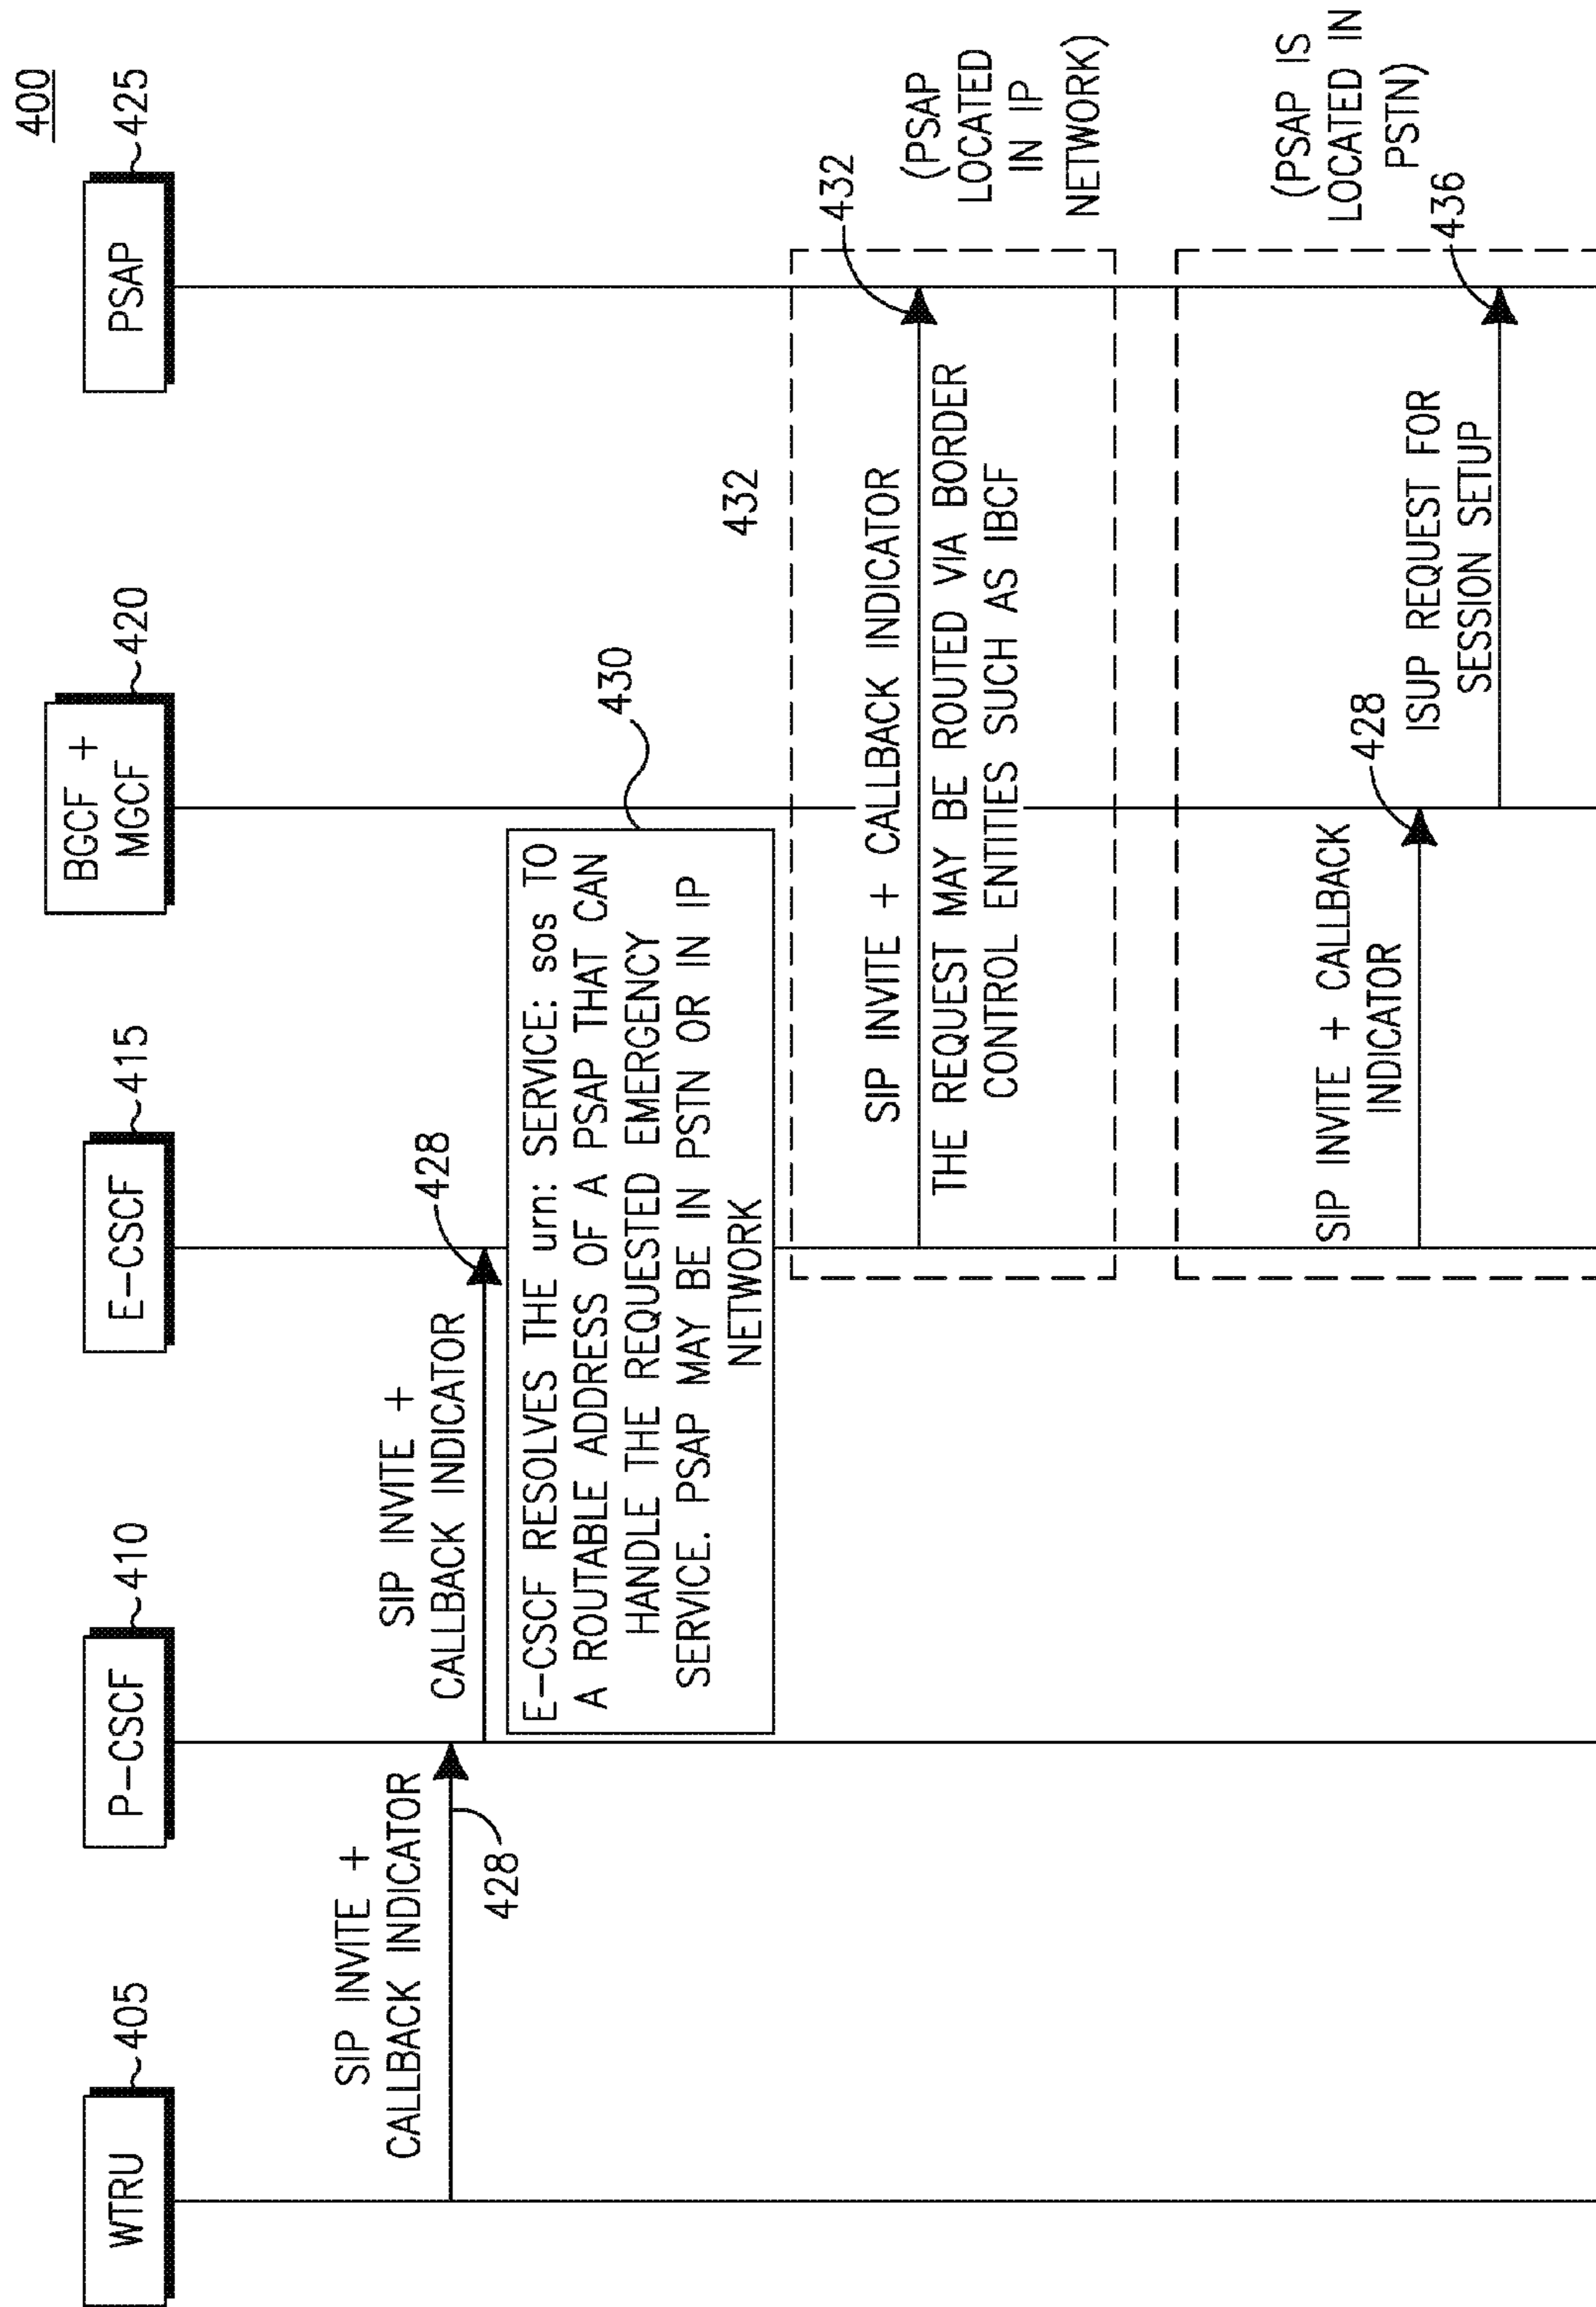 400
WTRU
405
P-CSCF
410
E-CSCF
415
BGCF +
MGCF
420
PSAP
425
SIP INVITE +
CALLBACK INDICATOR
428
SIP INVITE +
CALLBACK INDICATOR
428
E-CSCF RESOLVES THE urn: SERVICE: sos TO
A ROUTABLE ADDRESS OF A PSAP THAT CAN
HANDLE THE REQUESTED EMERGENCY
SERVICE. PSAP MAY BE IN PSTN OR IN IP
NETWORK
430
432
SIP INVITE + CALLBACK INDICATOR
THE REQUEST MAY BE ROUTED VIA BORDER
CONTROL ENTITIES SUCH AS IBCF
432
(PSAP
LOCATED
IN IP
NETWORK)
SIP INVITE + CALLBACK
INDICATOR
428
ISUP REQUEST FOR
SESSION SETUP
436
(PSAP IS
LOCATED IN
PSTN)